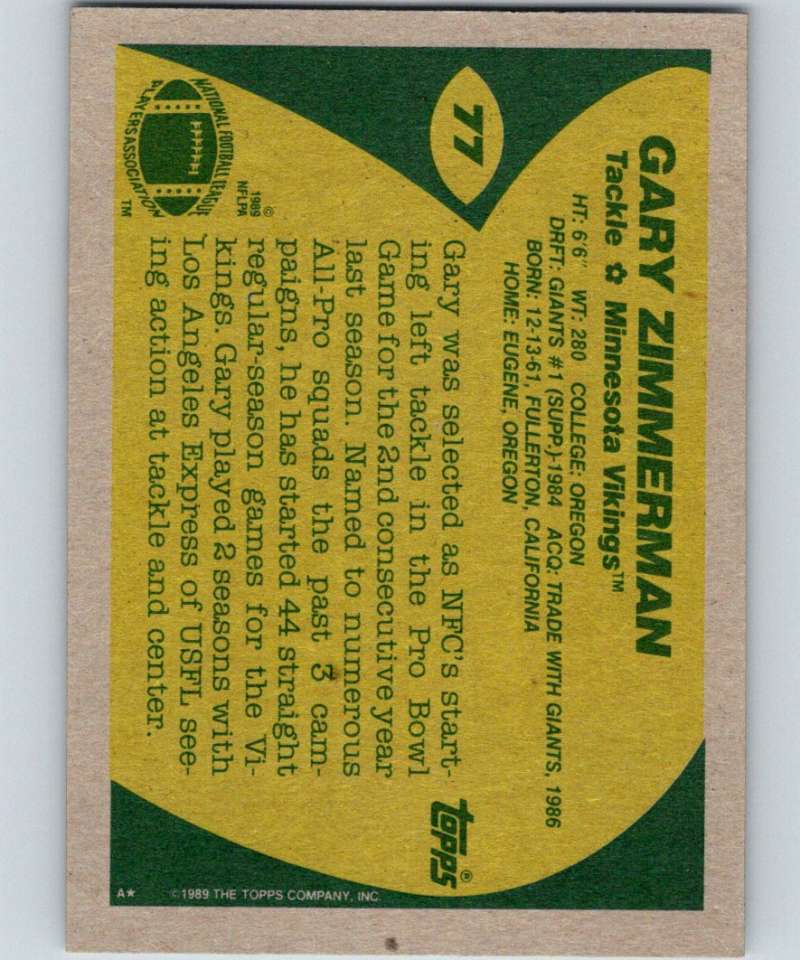 77
GARY ZIMMERMAN
Tackle ✿ Minnesota Vikings™
HT: 6'6" WT: 280 COLLEGE: OREGON
DRFT: GIANTS #1 (SUPP.)-1984 ACQ: TRADE WITH GIANTS, 1986
BORN: 12-13-61, FULLERTON, CALIFORNIA
HOME: EUGENE, OREGON
Gary was selected as NFC's start-
ing left tackle in the Pro Bowl
Game for the 2nd consecutive year
last season. Named to numerous
All-Pro squads the past 3 cam-
paigns, he has started 44 straight
regular-season games for the Vi-
kings. Gary played 2 seasons with
Los Angeles Express of USFL see-
ing action at tackle and center.
NATIONAL FOOTBALL LEAGUE
PLAYERS ASSOCIATION
™
©
1989
NFLPA
topps®
A★ ©1989 THE TOPPS COMPANY, INC.